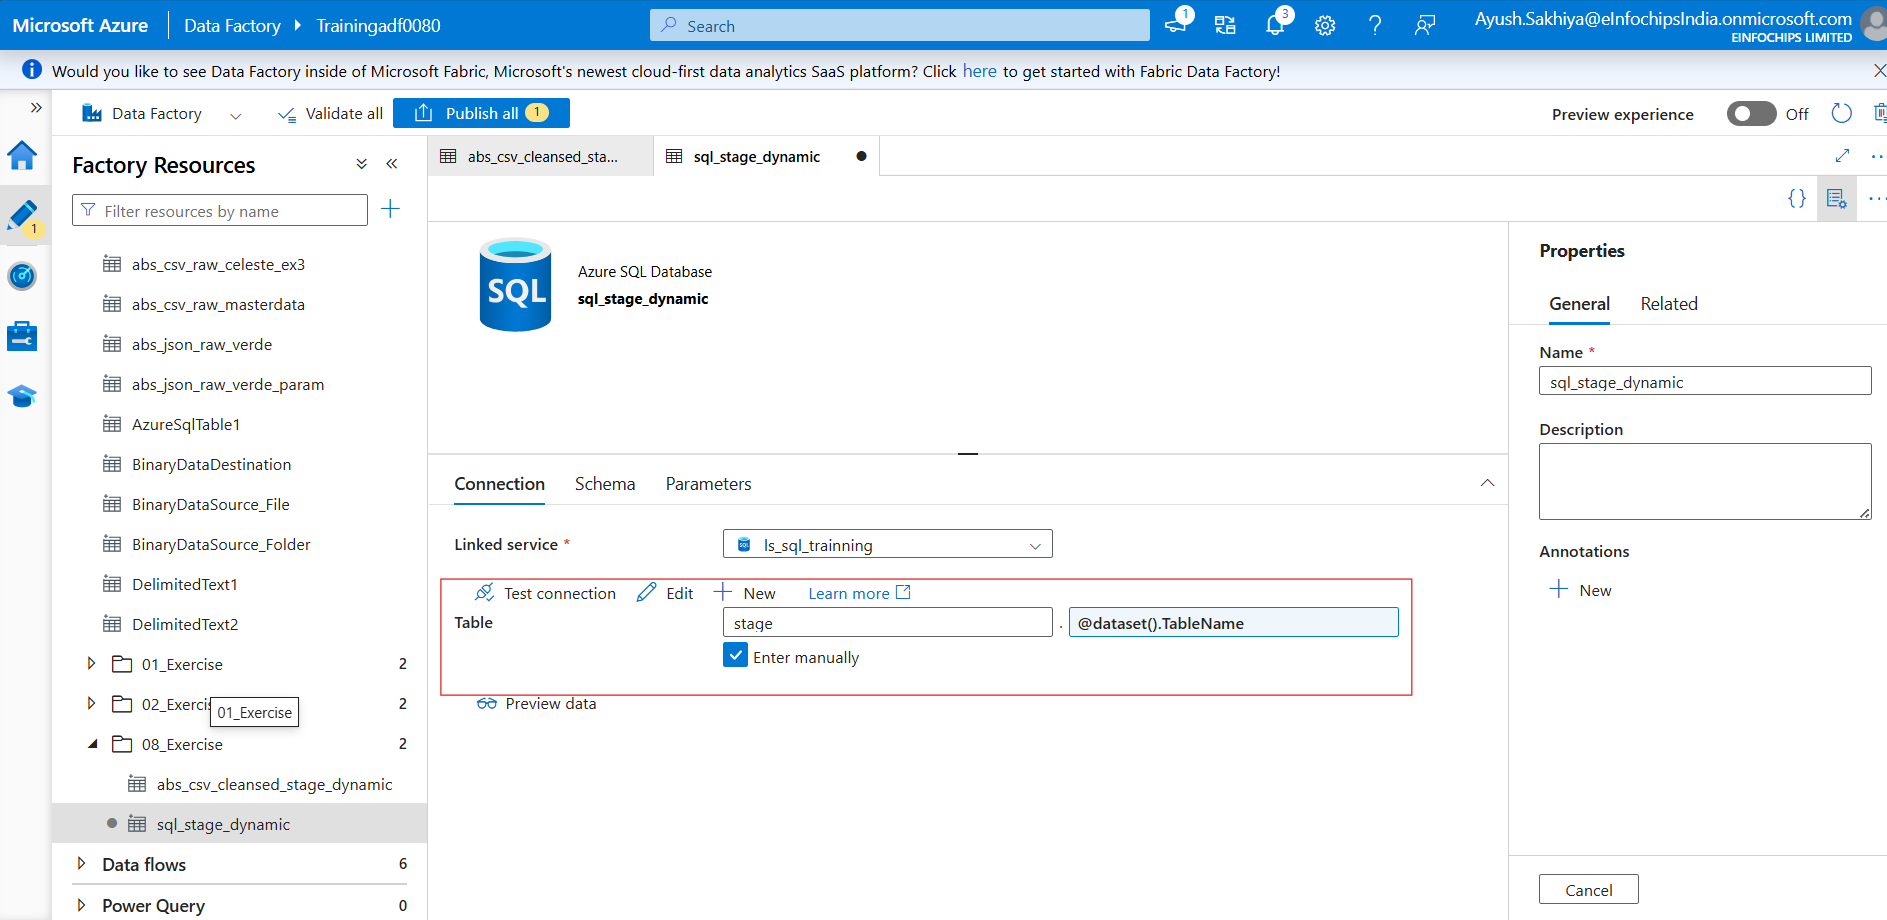 Microsoft Azure
Data Factory
Trainingadf0080
Search
1
3
Ayush.Sakhiya@eInfochipsIndia.onmicrosoft.com
EINFOCHIPS LIMITED
Would you like to see Data Factory inside of Microsoft Fabric, Microsoft's newest cloud-first data analytics SaaS platform? Click here to get started with Fabric Data Factory!
Data Factory
Validate all
Publish all 1
Preview experience
Off
Factory Resources
Filter resources by name
1
abs_csv_raw_celeste_ex3
abs_csv_raw_masterdata
abs_json_raw_verde
abs_json_raw_verde_param
AzureSqlTable1
BinaryDataDestination
BinaryDataSource_File
BinaryDataSource_Folder
DelimitedText1
DelimitedText2
01_Exercise 2
02_Exerci 2
01_Exercise
08_Exercise 2
abs_csv_cleansed_stage_dynamic
sql_stage_dynamic
Data flows 6
Power Query 0
abs_csv_cleansed_sta...
sql_stage_dynamic
SQL
Azure SQL Database
sql_stage_dynamic
Connection
Schema
Parameters
Linked service *
SQL
ls_sql_trainning
Test connection
Edit
New
Learn more
Table
stage . @dataset().TableName
Enter manually
Preview data
{}
Properties
General
Related
Name *
sql_stage_dynamic
Description
Annotations
New
Cancel